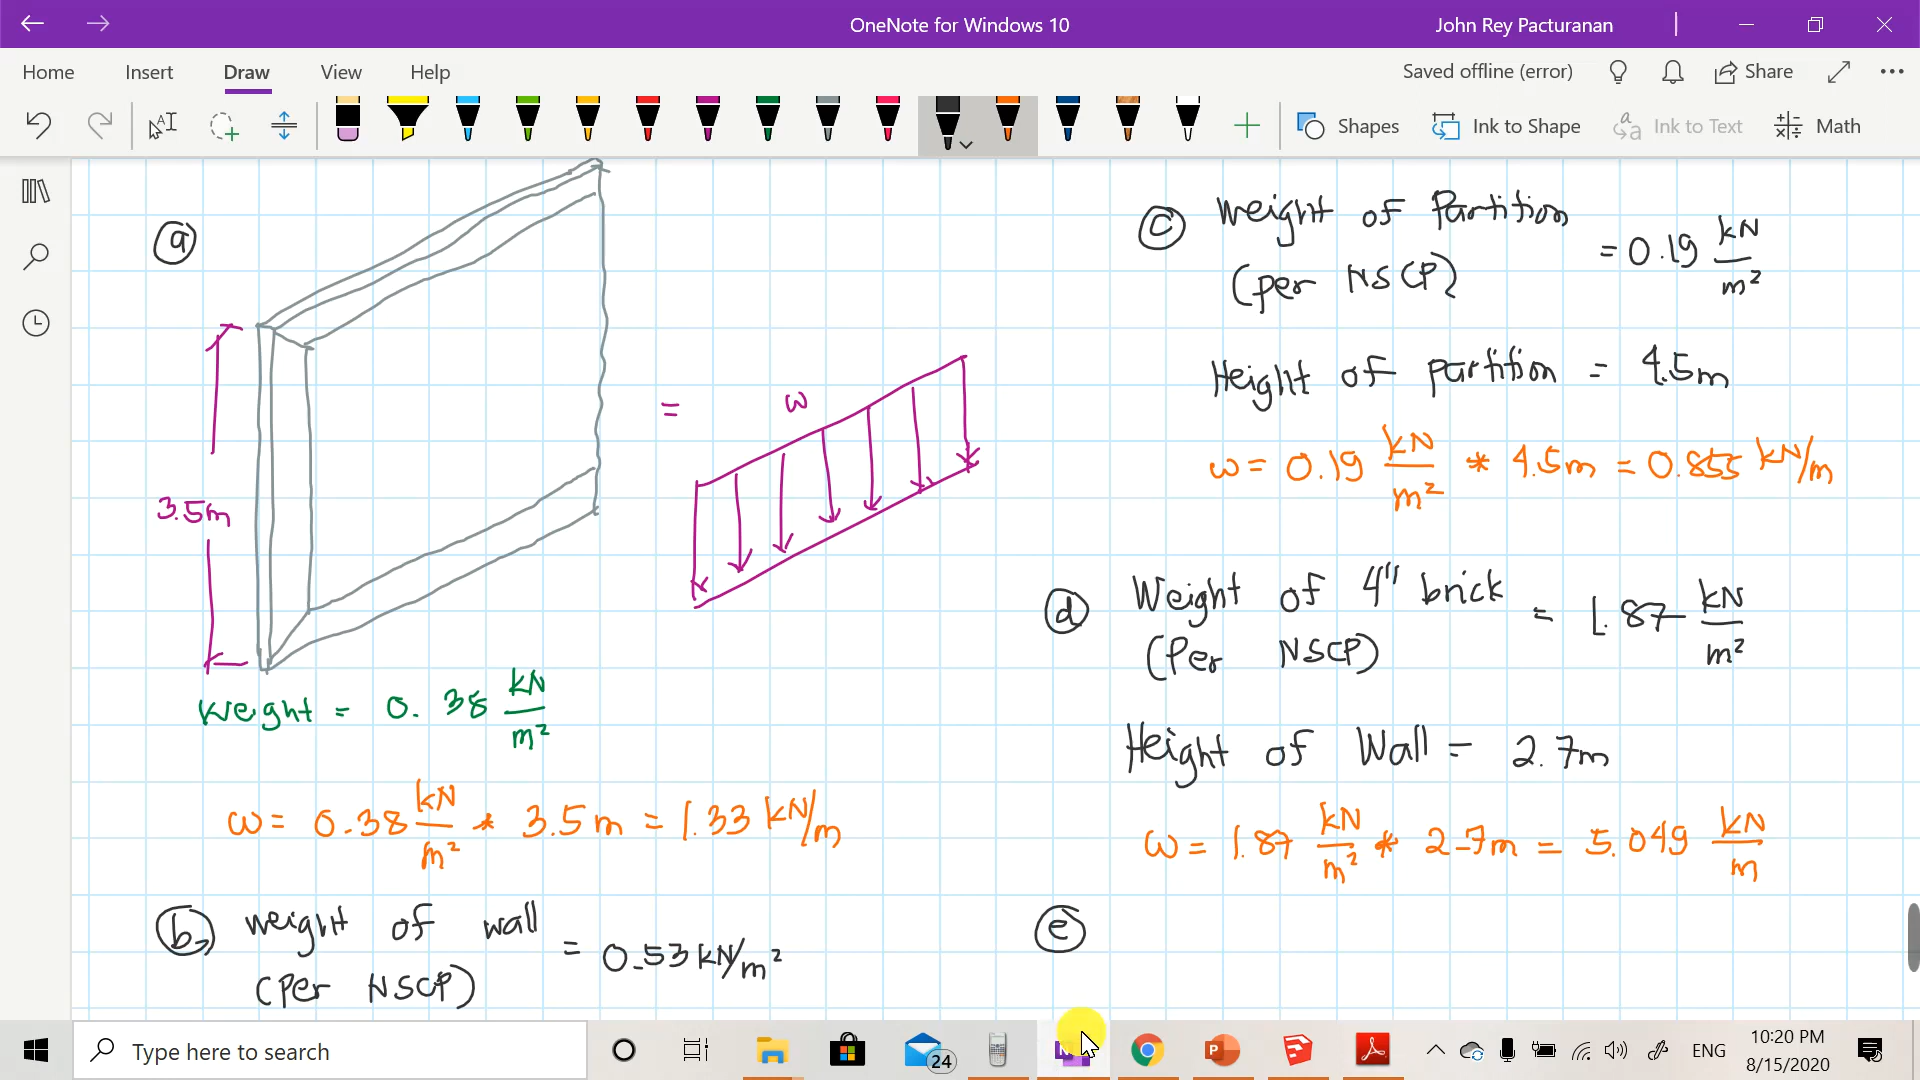 OneNote for Windows 10
John Rey Pacturanan
Home Insert Draw View Help
Saved offline (error)
Share
Shapes
Ink to Shape
Ink to Text
Math
a
3.5m
= w
weight = 0.38 kN/m²
w = 0.38 kN/m² * 3.5m = 1.33 kN/m
b weight of wall
(Per NSCP)
= 0.53 kN/m²
c Weight of Partition
(per NSCP)
= 0.19 kN/m²
Height of partition = 4.5m
w = 0.19 kN/m² * 4.5m = 0.855 kN/m
d Weight of 4" brick
(Per NSCP)
= 1.87 kN/m²
Height of Wall = 2.7m
w = 1.87 kN/m² * 2.7m = 5.049 kN/m
e
Type here to search
24
ENG
10:20 PM
8/15/2020